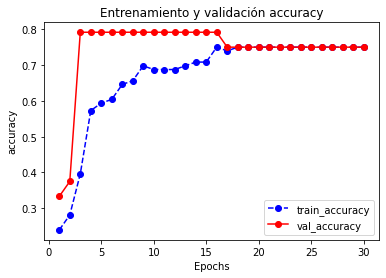 Entrenamiento y validación accuracy
accuracy
0.8
0.7
0.6
0.5
0.4
0.3
0 5 10 15 20 25 30
Epochs
train_accuracy
val_accuracy